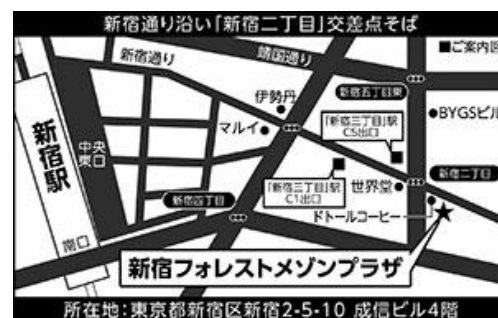 新宿通り沿い「新宿二丁目」交差点そば
■ご案内図
新宿通り
靖国通り
伊勢丹
新宿五丁目東
マルイ
「新宿三丁目」駅
C5出口
BYGSビル
新宿駅
中央
東口
新宿二丁目
「新宿三丁目」駅
C1出口
世界堂
新宿四丁目
ドトールコーヒー
南口
新宿フォレストメゾンプラザ
所在地:東京都新宿区新宿2-5-10 成信ビル4階